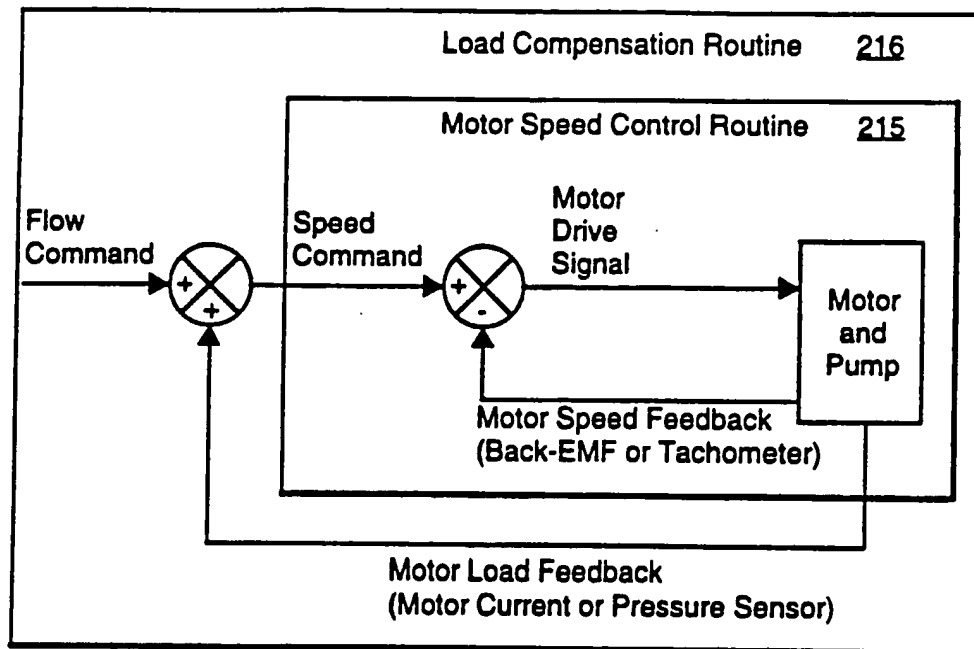 Load Compensation Routine 216
Motor Speed Control Routine 215
Flow
Command
+
+
Speed
Command
+
-
Motor
Drive
Signal
Motor
and
Pump
Motor Speed Feedback
(Back-EMF or Tachometer)
Motor Load Feedback
(Motor Current or Pressure Sensor)